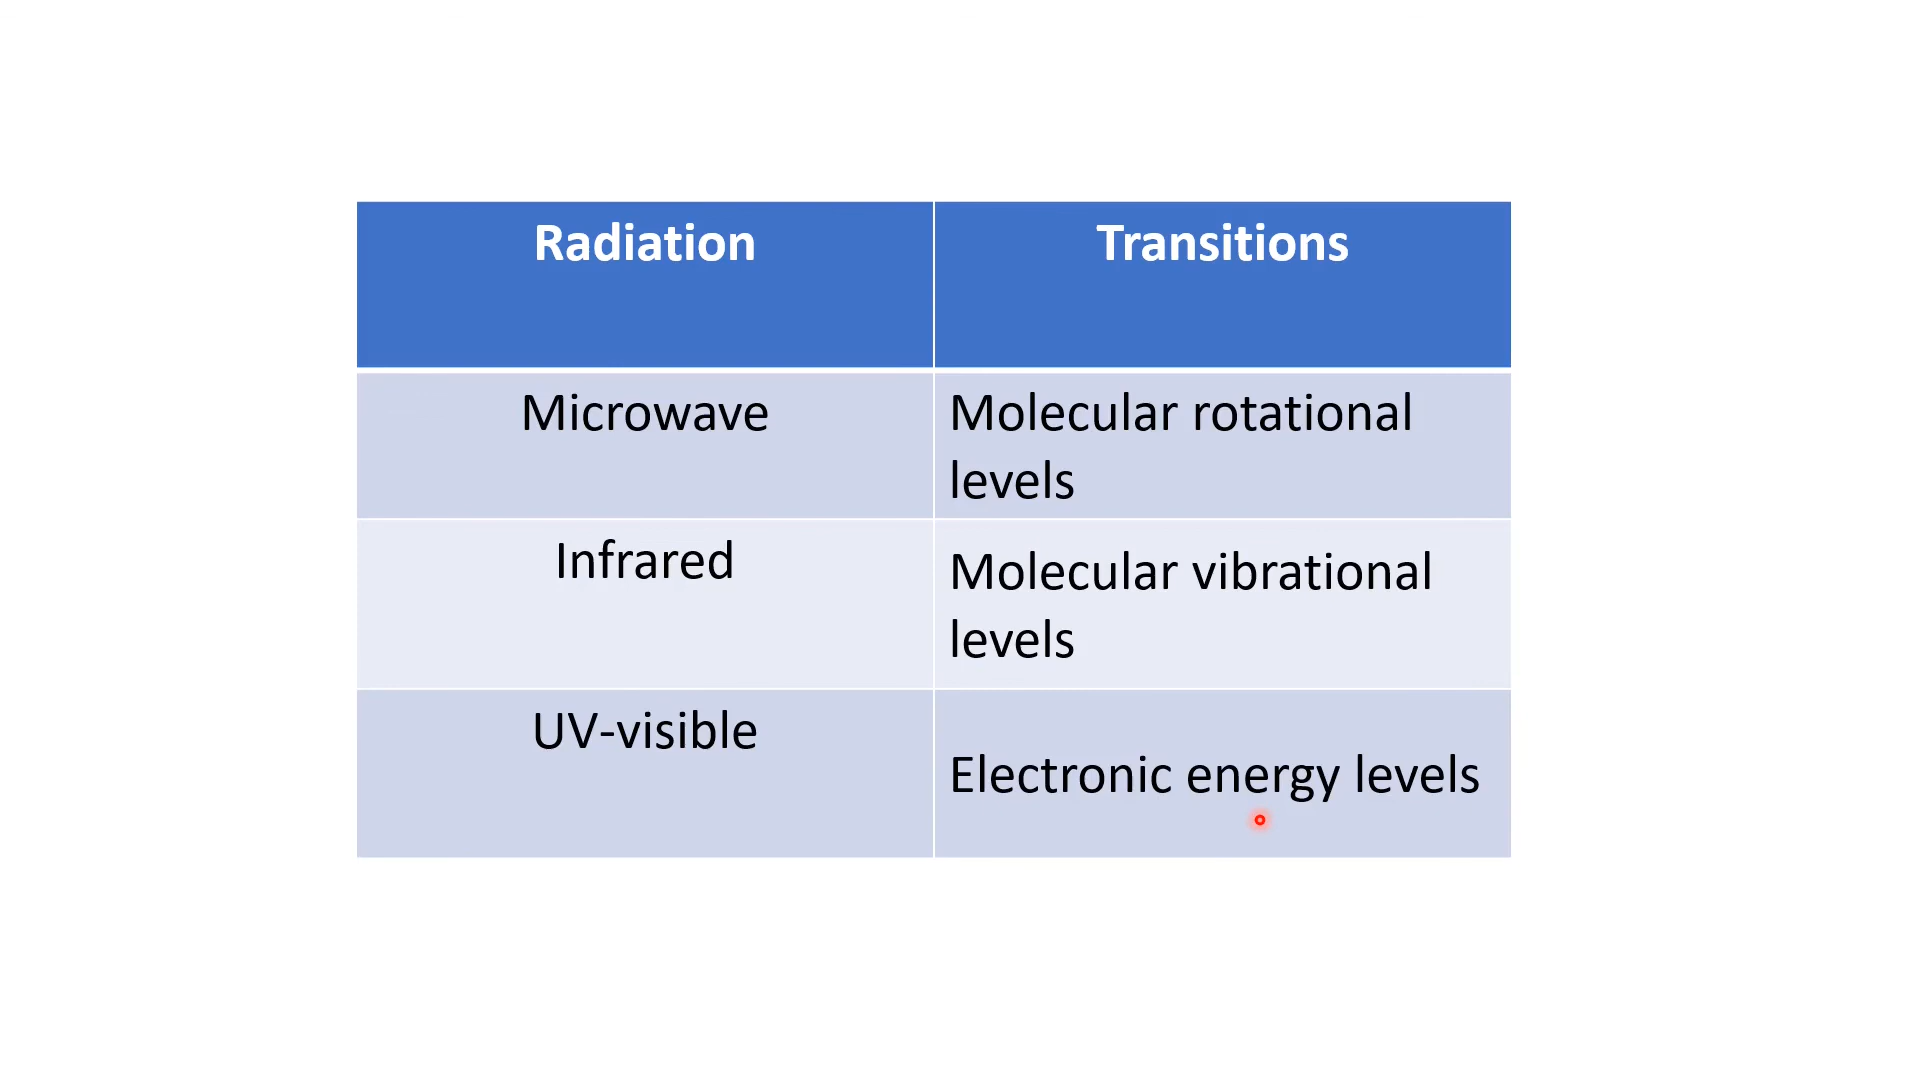 Radiation
Transitions
Microwave
Molecular rotational
levels
Infrared
Molecular vibrational
levels
UV-visible
Electronic energy levels